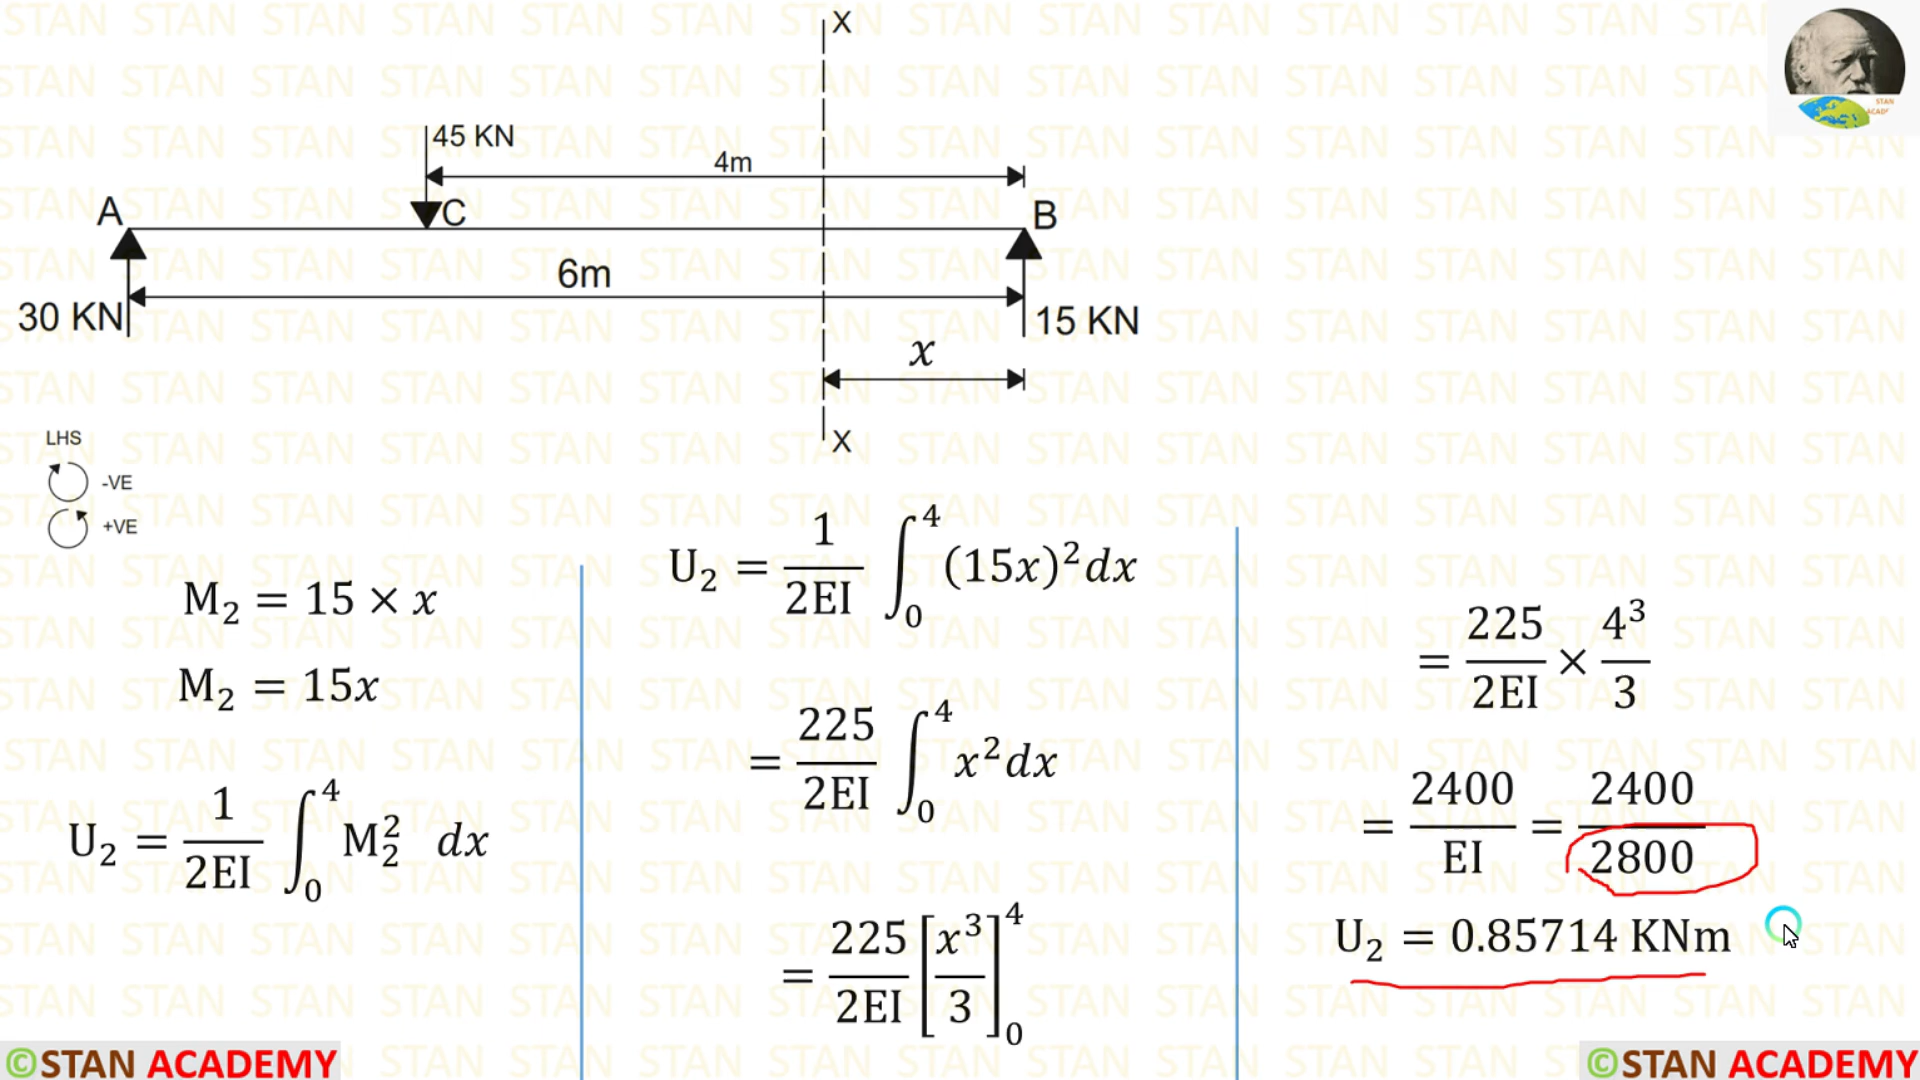 X
45 KN
4m
A
C
B
6m
30 KN
15 KN
x
X
LHS
-VE
+VE
M₂ = 15 × x
M₂ = 15x
U₂ = 1/2EI ∫₀⁴ M₂² dx
U₂ = 1/2EI ∫₀⁴ (15x)² dx
= 225/2EI ∫₀⁴ x² dx
= 225/2EI [x³/3]₀⁴
= 225/2EI × 4³/3
= 2400/EI = 2400/2800
U₂ = 0.85714 KNm
©STAN ACADEMY
©STAN ACADEMY
STAN